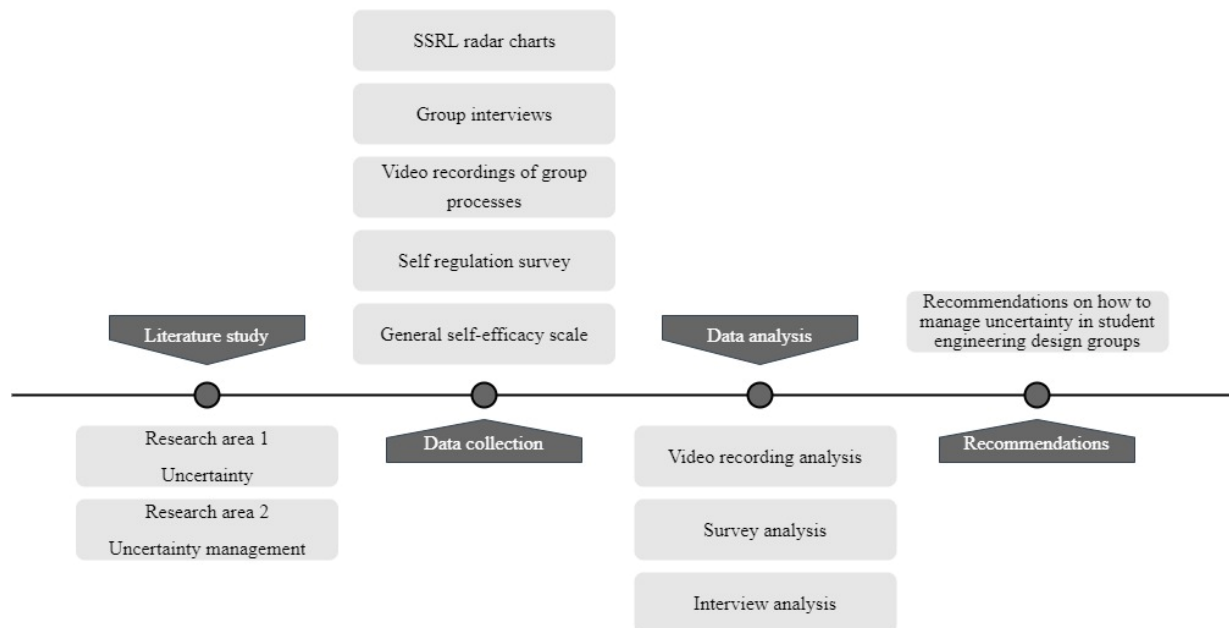 SSRL radar charts
Group interviews
Video recordings of group
processes
Self regulation survey
General self-efficacy scale
Literature study
Research area 1
Uncertainty
Research area 2
Uncertainty management
Data collection
Data analysis
Video recording analysis
Survey analysis
Interview analysis
Recommendations on how to
manage uncertainty in student
engineering design groups
Recommendations